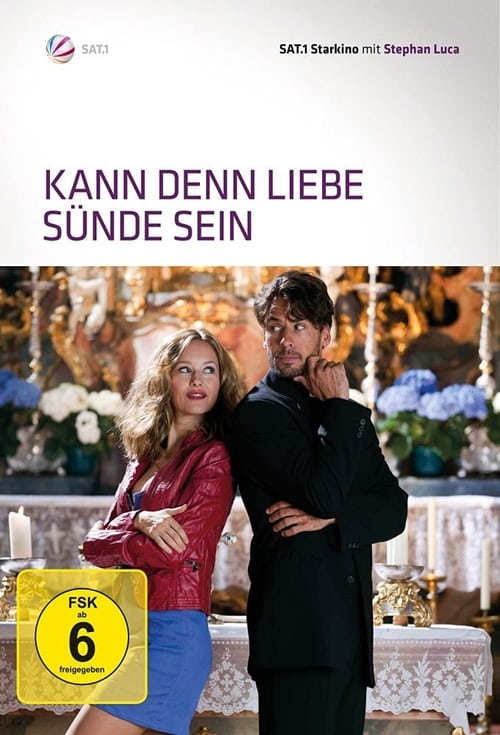 SAT.1
SAT.1 Starkino mit Stephan Luca
KANN DENN LIEBE
SÜNDE SEIN
FSK
ab
6
freigegeben